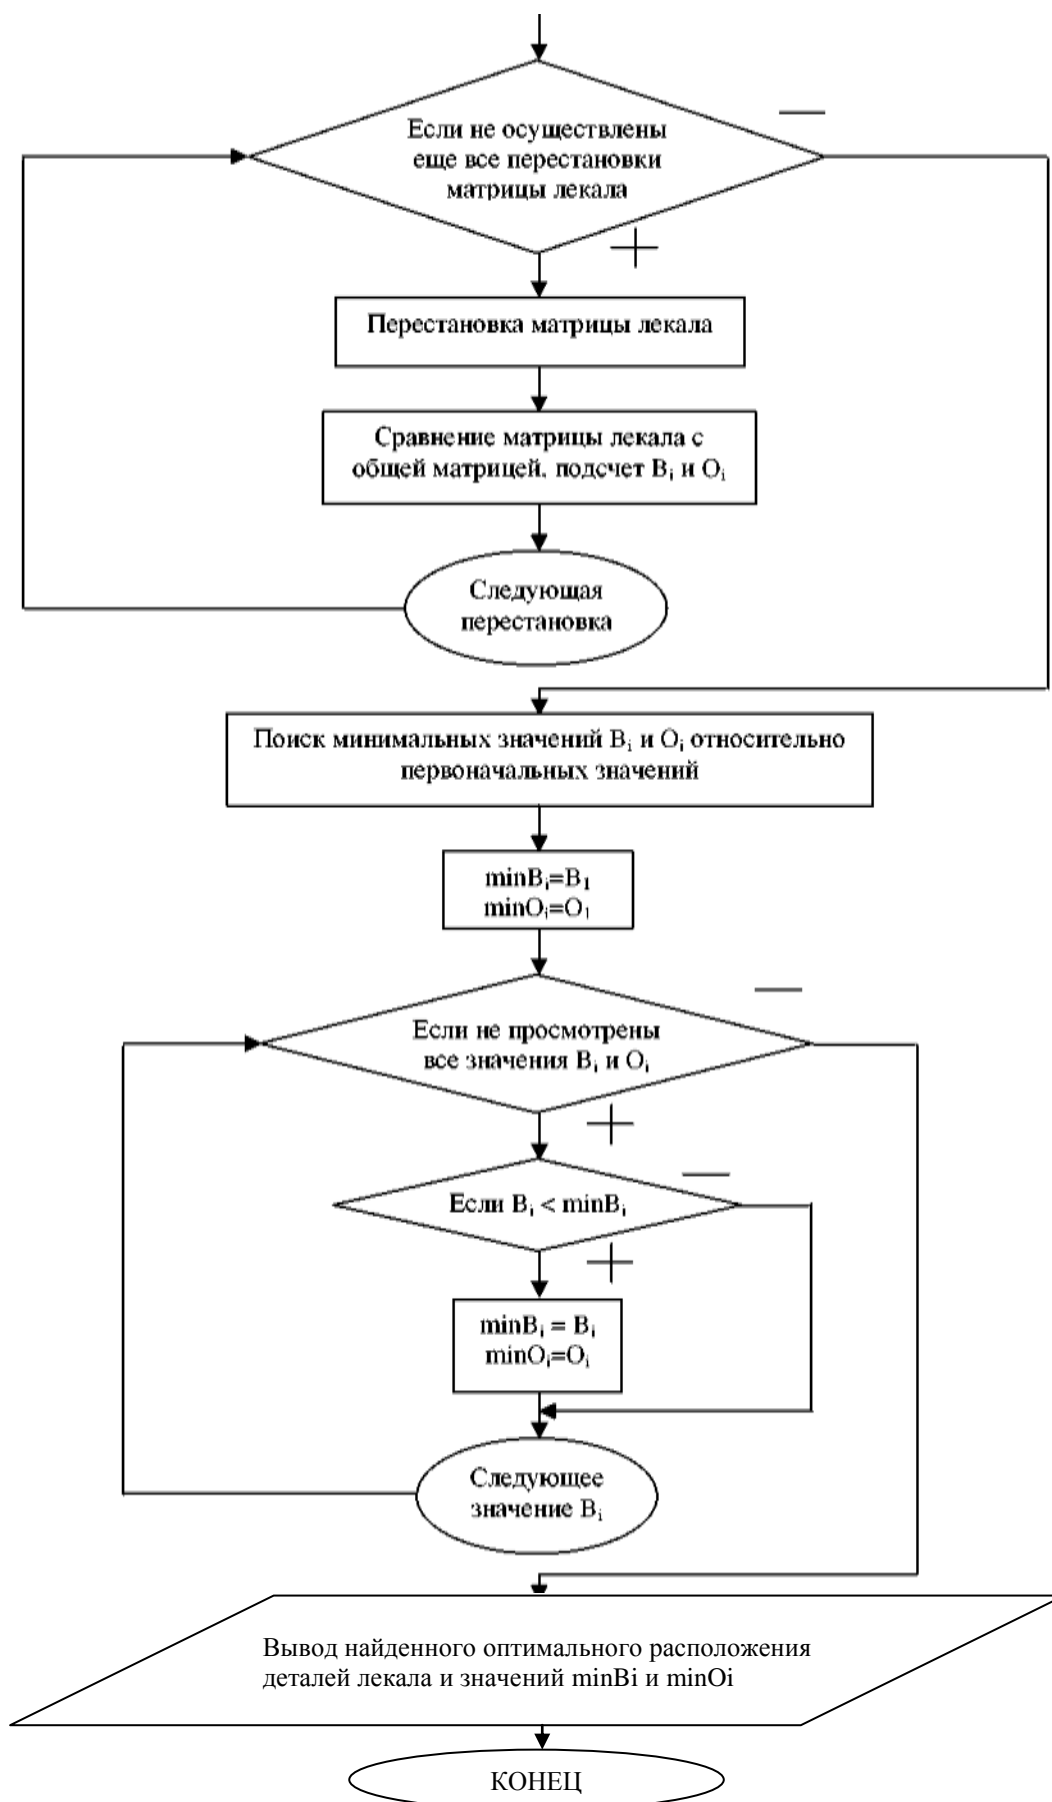 Если не осуществлены
еще все перестановки
матрицы лекала
—
+
Перестановка матрицы лекала
Сравнение матрицы лекала с
общей матрицей, подсчет Bᵢ и Oᵢ
Следующая
перестановка
Поиск минимальных значений Bᵢ и Oᵢ относительно
первоначальных значений
minBᵢ=B₁
minOᵢ=O₁
—
Если не просмотрены
все значения Bᵢ и Oᵢ
+
—
Если Bᵢ < minBᵢ
+
minBᵢ = Bᵢ
minOᵢ=Oᵢ
Следующее
значение Bᵢ
Вывод найденного оптимального расположения
деталей лекала и значений minBi и minOi
КОНЕЦ